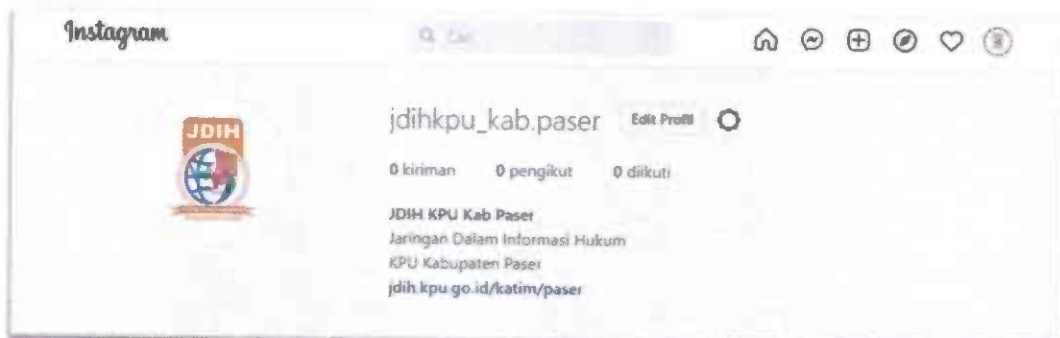 Instagram
jdihkpu_kab.paser Edit Profil
0 kiriman 0 pengikut 0 diikuti
JDIH
JDIH KPU Kab Paser
Jaringan Dalam Informasi Hukum
KPU Kabupaten Paser
jdih.kpu.go.id/katim/paser